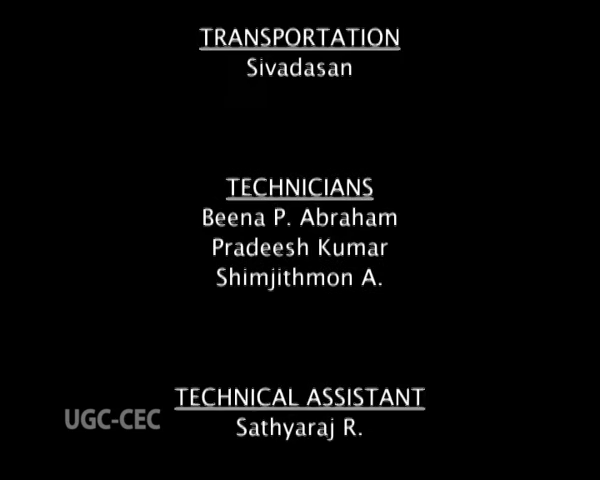 TRANSPORTATION
Sivadasan
TECHNICIANS
Beena P. Abraham
Pradeesh Kumar
Shimjithmon A.
TECHNICAL ASSISTANT
UGC-CEC
Sathyaraj R.